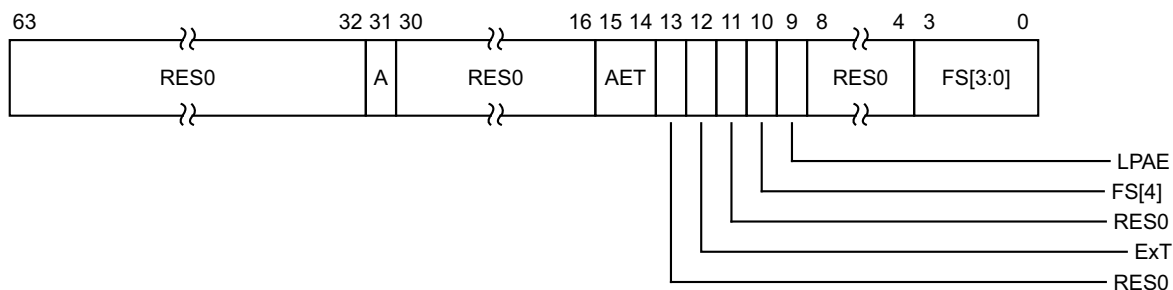 63 32 31 30 16 15 14 13 12 11 10 9 8 4 3 0
RES0 A RES0 AET RES0 FS[3:0]
LPAE
FS[4]
RES0
ExT
RES0